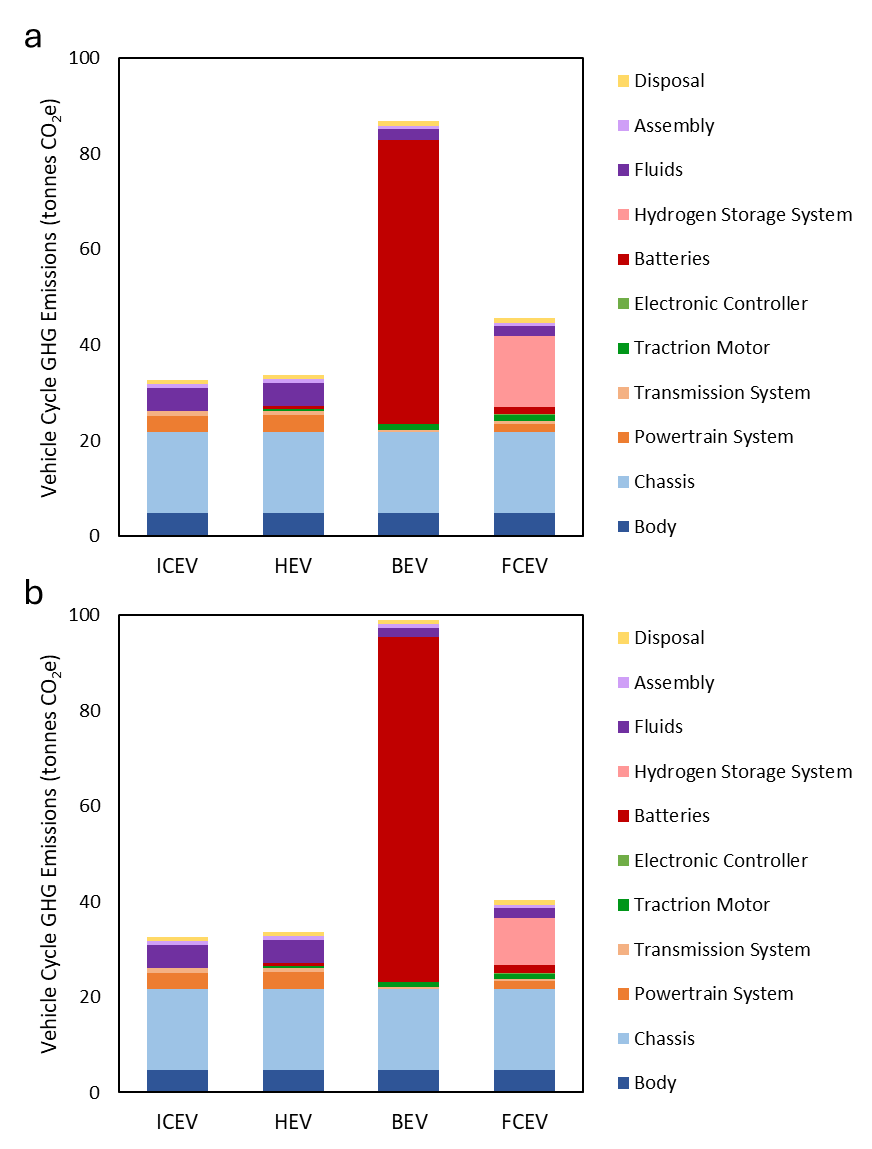 a
Vehicle Cycle GHG Emissions (tonnes CO₂e)
100
80
60
40
20
0
ICEV HEV BEV FCEV
Disposal
Assembly
Fluids
Hydrogen Storage System
Batteries
Electronic Controller
Tractrion Motor
Transmission System
Powertrain System
Chassis
Body
b
Vehicle Cycle GHG Emissions (tonnes CO₂e)
100
80
60
40
20
0
ICEV HEV BEV FCEV
Disposal
Assembly
Fluids
Hydrogen Storage System
Batteries
Electronic Controller
Tractrion Motor
Transmission System
Powertrain System
Chassis
Body